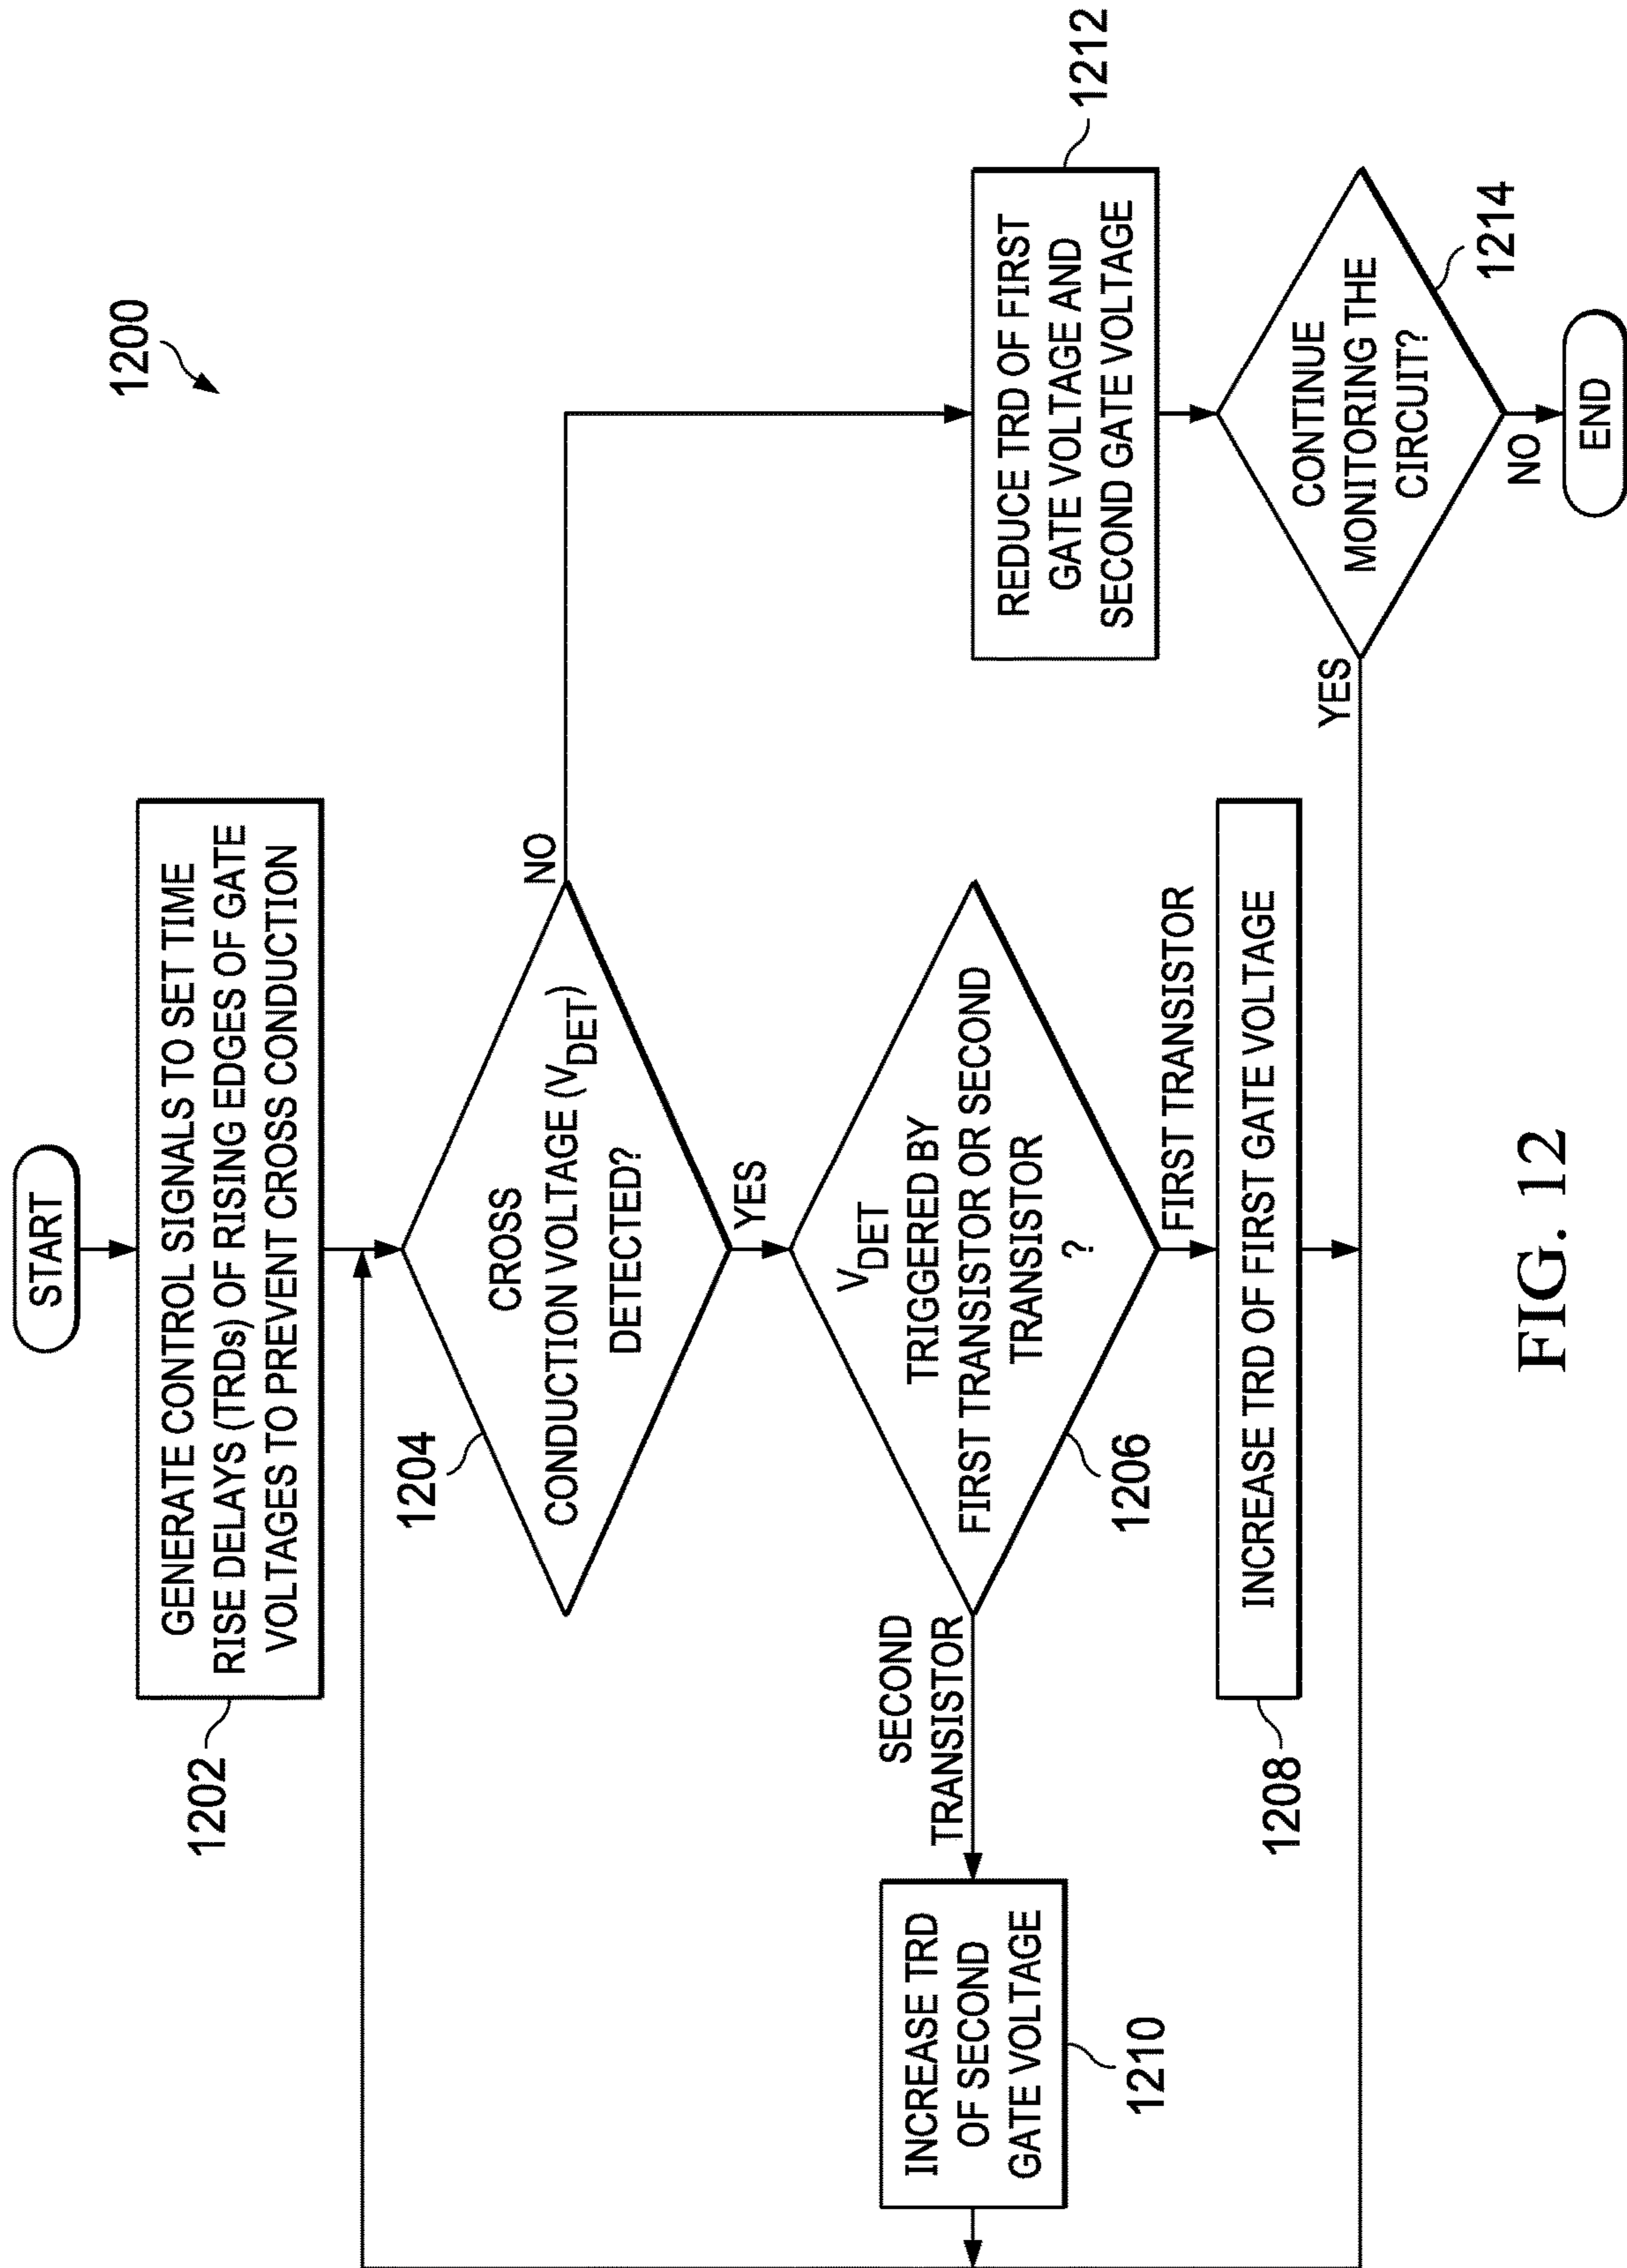 1200
START
GENERATE CONTROL SIGNALS TO SET TIME
RISE DELAYS (TRDs) OF RISING EDGES OF GATE
VOLTAGES TO PREVENT CROSS CONDUCTION
1202
CROSS
CONDUCTION VOLTAGE (VDET)
DETECTED?
1204
NO
YES
VDET
TRIGGERED BY
FIRST TRANSISTOR OR SECOND
TRANSISTOR
?
1206
SECOND
TRANSISTOR
FIRST TRANSISTOR
INCREASE TRD
OF SECOND
GATE VOLTAGE
1210
INCREASE TRD OF FIRST GATE VOLTAGE
1208
REDUCE TRD OF FIRST
GATE VOLTAGE AND
SECOND GATE VOLTAGE
1212
CONTINUE
MONITORING THE
CIRCUIT?
1214
YES
NO
END
FIG. 12